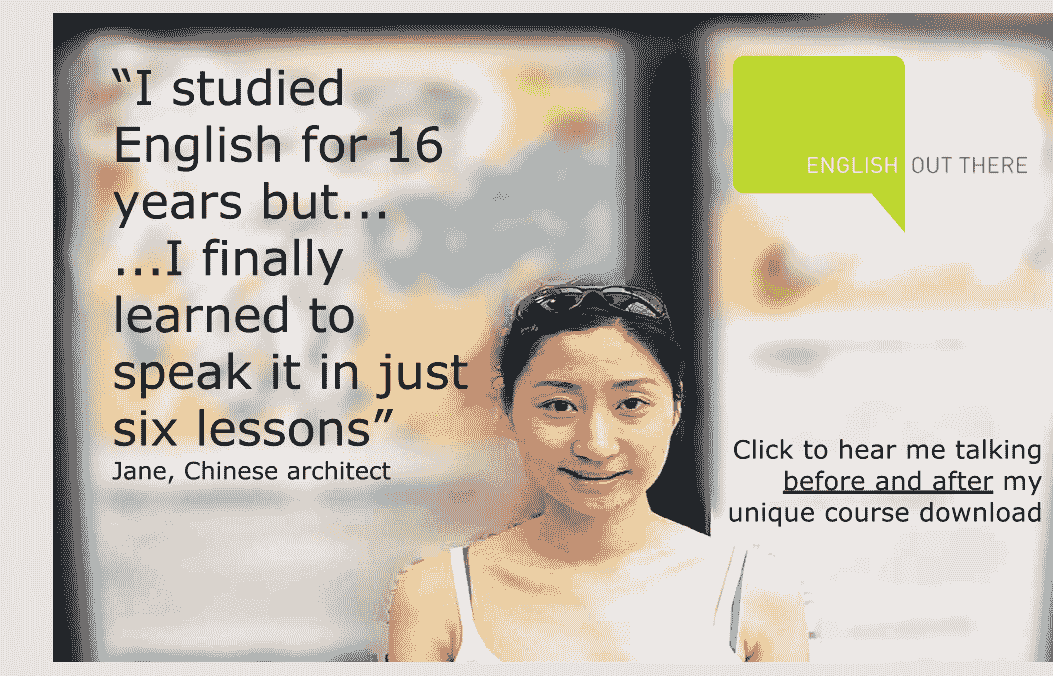 “I studied
English for 16
years but...
...I finally
learned to
speak it in just
six lessons”
Jane, Chinese architect
ENGLISH OUT THERE
Click to hear me talking
before and after my
unique course download